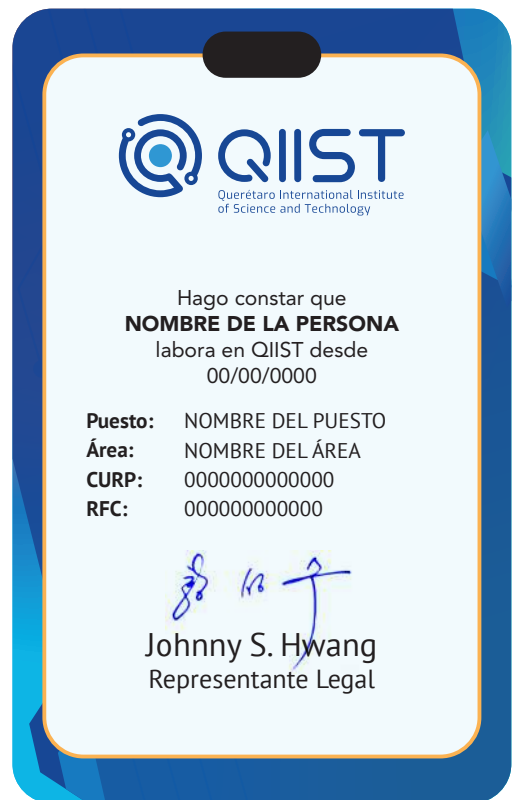 QIIST
Querétaro International Institute
of Science and Technology
Hago constar que
NOMBRE DE LA PERSONA
labora en QIIST desde
00/00/0000
Puesto: NOMBRE DEL PUESTO
Área: NOMBRE DEL ÁREA
CURP: 0000000000000
RFC: 000000000000
Johnny S. Hwang
Representante Legal